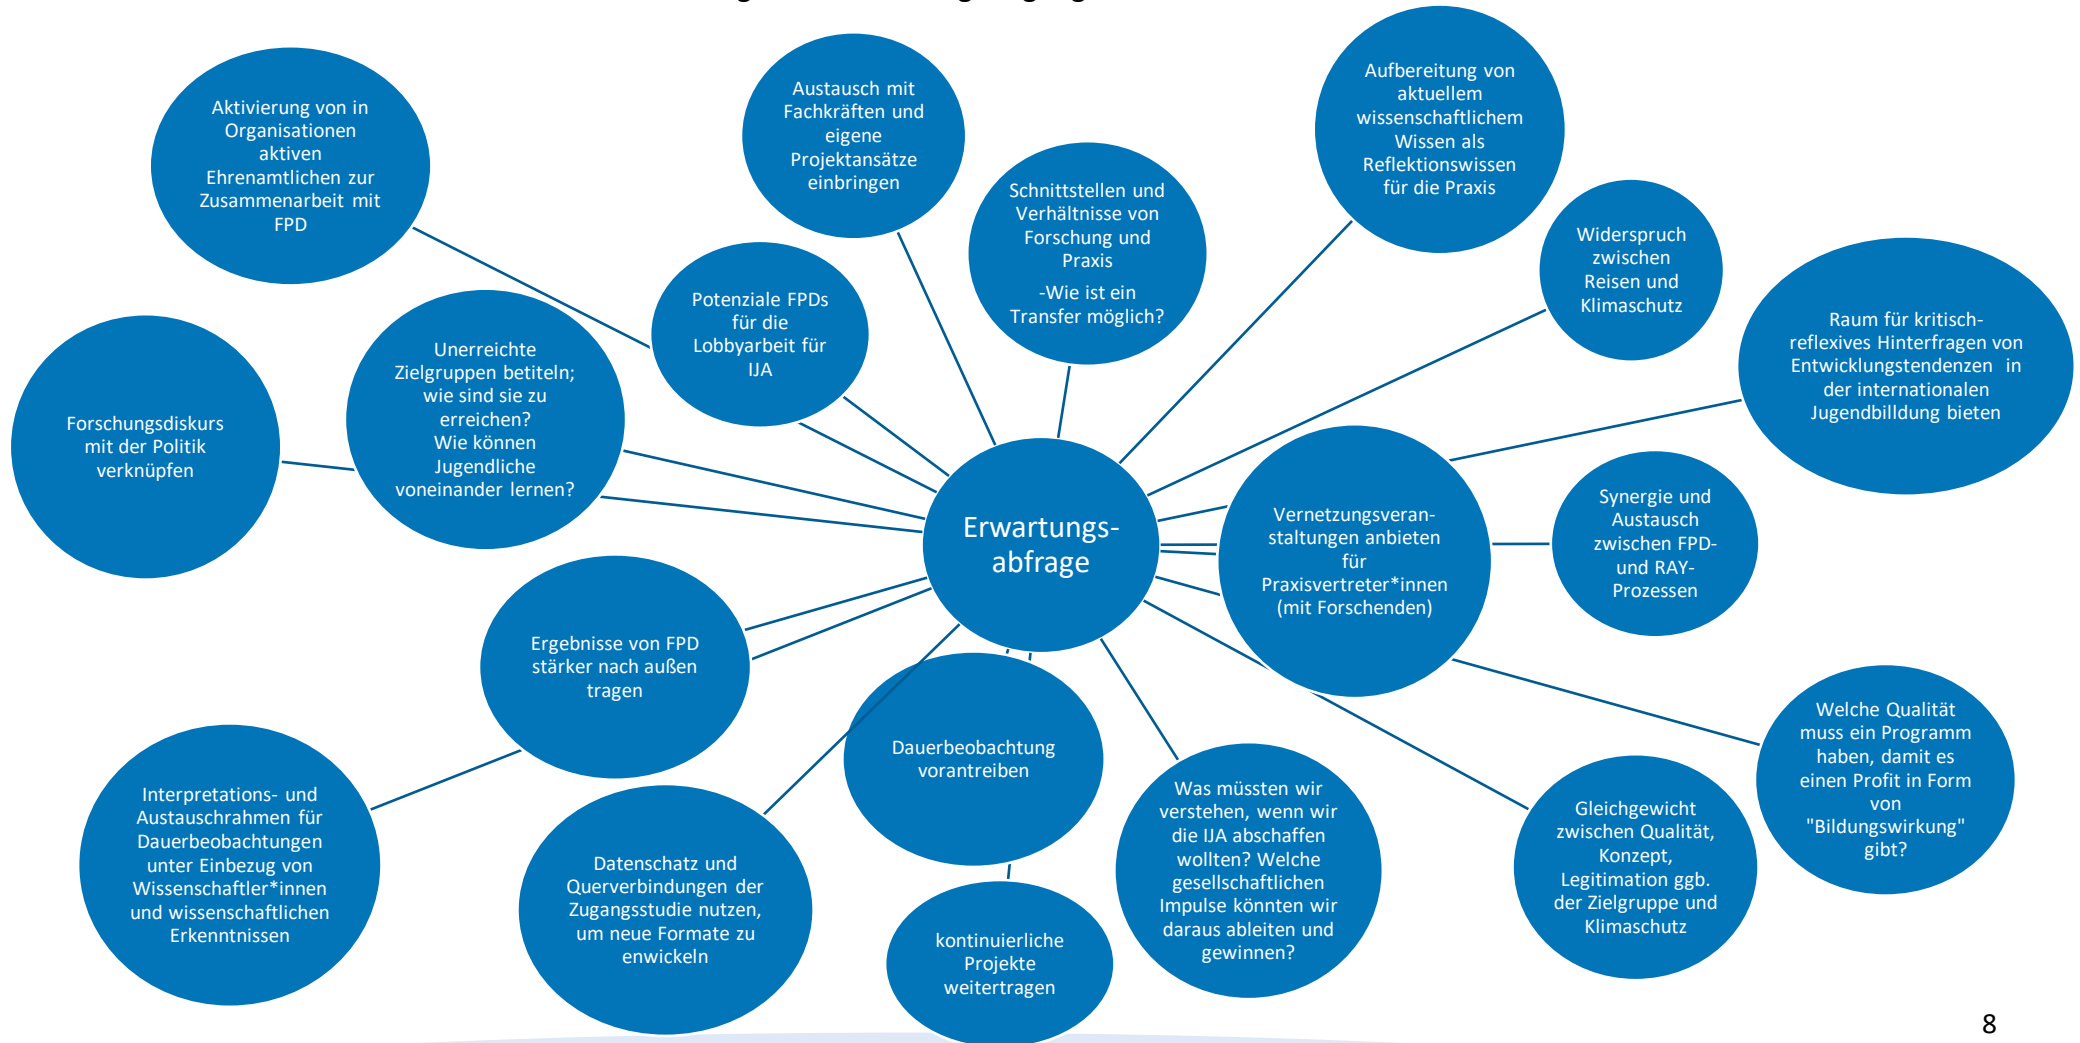 Aktivierung von in
Organisationen
aktiven
Ehrenamtlichen zur
Zusammenarbeit mit
FPD
Austausch mit
Fachkräften und
eigene
Projektansätze
einbringen
Schnittstellen und
Verhältnisse von
Forschung und
Praxis
-Wie ist ein
Transfer möglich?
Aufbereitung von
aktuellem
wissenschaftlichem
Wissen als
Reflektionswissen
für die Praxis
Widerspruch
zwischen
Reisen und
Klimaschutz
Raum für kritisch-
reflexives Hinterfragen von
Entwicklungstendenzen in
der internationalen
Jugendbilldung bieten
Potenziale FPDs
für die
Lobbyarbeit für
IJA
Unerreichte
Zielgruppen betiteln;
wie sind sie zu
erreichen?
Wie können
Jugendliche
voneinander lernen?
Forschungsdiskurs
mit der Politik
verknüpfen
Erwartungs-
abfrage
Vernetzungsveran-
staltungen anbieten
für
Praxisvertreter*innen
(mit Forschenden)
Synergie und
Austausch
zwischen FPD-
und RAY-
Prozessen
Ergebnisse von FPD
stärker nach außen
tragen
Dauerbeobachtung
vorantreiben
Welche Qualität
muss ein Programm
haben, damit es
einen Profit in Form
von
"Bildungswirkung"
gibt?
Interpretations- und
Austauschrahmen für
Dauerbeobachtungen
unter Einbezug von
Wissenschaftler*innen
und wissenschaftlichen
Erkenntnissen
Datenschatz und
Querverbindungen der
Zugangsstudie nutzen,
um neue Formate zu
enwickeln
kontinuierliche
Projekte
weitertragen
Was müssten wir
verstehen, wenn wir
die IJA abschaffen
wollten? Welche
gesellschaftlichen
Impulse könnten wir
daraus ableiten und
gewinnen?
Gleichgewicht
zwischen Qualität,
Konzept,
Legitimation ggb.
der Zielgruppe und
Klimaschutz
8